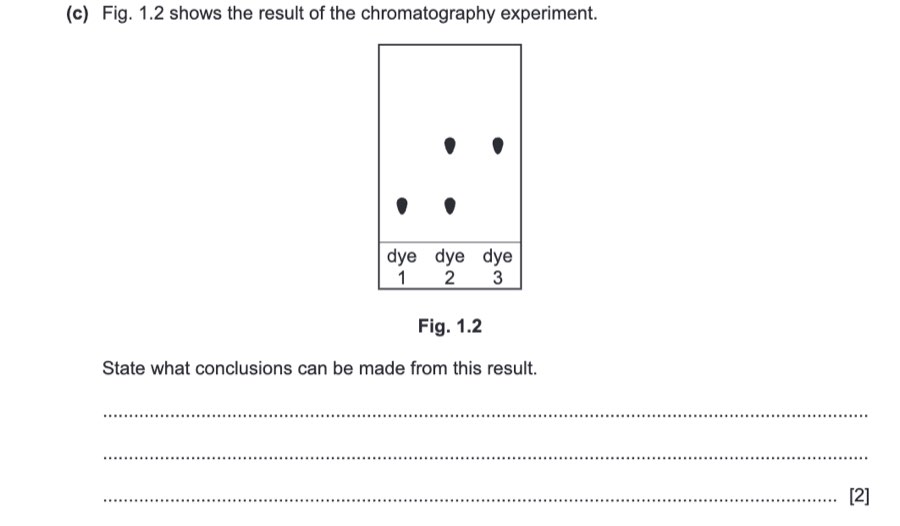 (c) Fig. 1.2 shows the result of the chromatography experiment.
dye dye dye
1 2 3
Fig. 1.2
State what conclusions can be made from this result.
[2]